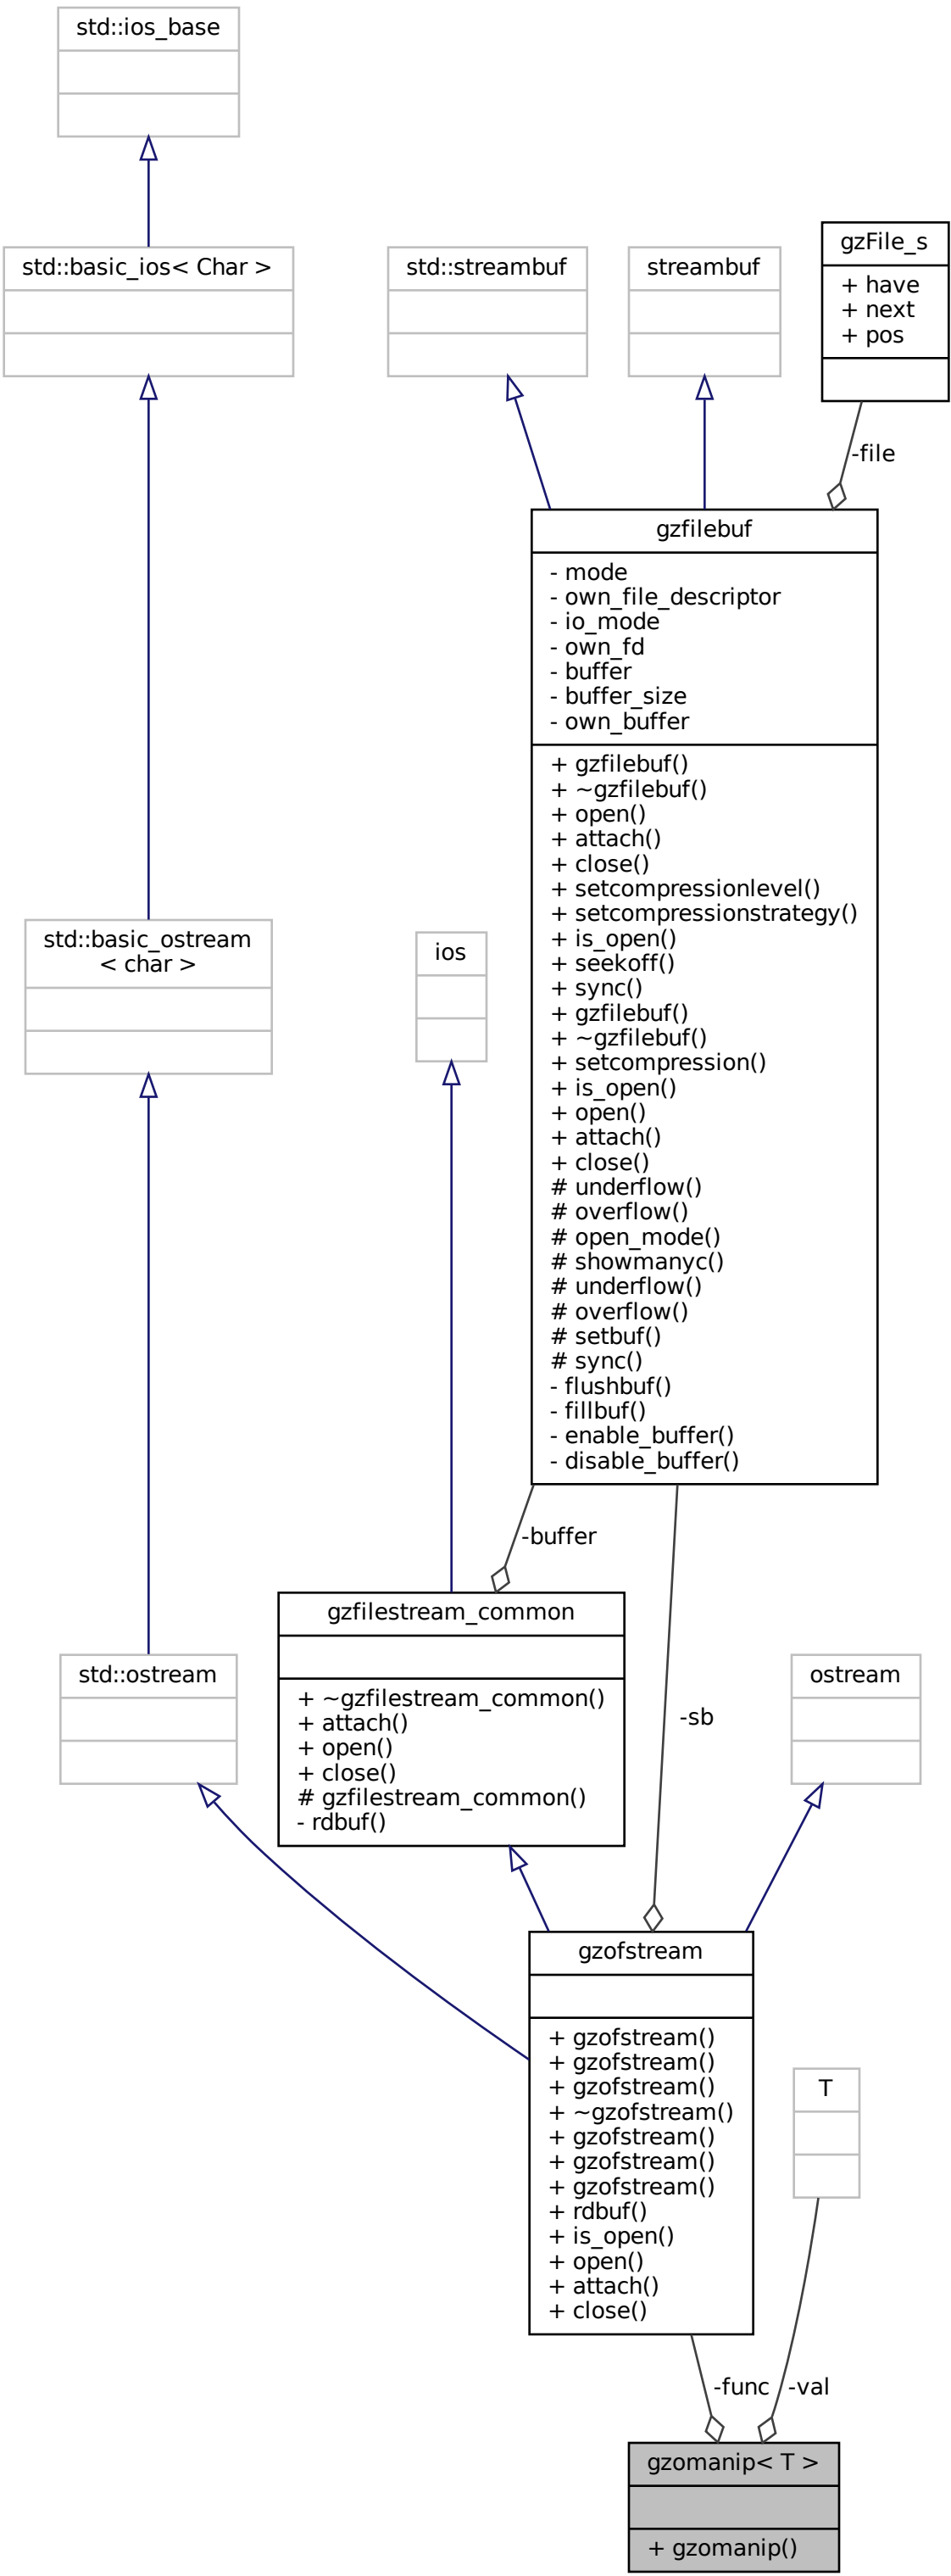 std::ios_base
std::basic_ios< Char >
std::streambuf
streambuf
gzFile_s
+ have
+ next
+ pos
-file
gzfilebuf
- mode
- own_file_descriptor
- io_mode
- own_fd
- buffer
- buffer_size
- own_buffer
+ gzfilebuf()
+ ~gzfilebuf()
+ open()
+ attach()
+ close()
+ setcompressionlevel()
+ setcompressionstrategy()
+ is_open()
+ seekoff()
+ sync()
+ gzfilebuf()
+ ~gzfilebuf()
+ setcompression()
+ is_open()
+ open()
+ attach()
+ close()
# underflow()
# overflow()
# open_mode()
# showmanyc()
# underflow()
# overflow()
# setbuf()
# sync()
- flushbuf()
- fillbuf()
- enable_buffer()
- disable_buffer()
std::basic_ostream
< char >
ios
-buffer
gzfilestream_common
+ ~gzfilestream_common()
+ attach()
+ open()
+ close()
# gzfilestream_common()
- rdbuf()
std::ostream
-sb
ostream
gzofstream
+ gzofstream()
+ gzofstream()
+ gzofstream()
+ ~gzofstream()
+ gzofstream()
+ gzofstream()
+ gzofstream()
+ rdbuf()
+ is_open()
+ open()
+ attach()
+ close()
T
-func
-val
gzomanip< T >
+ gzomanip()